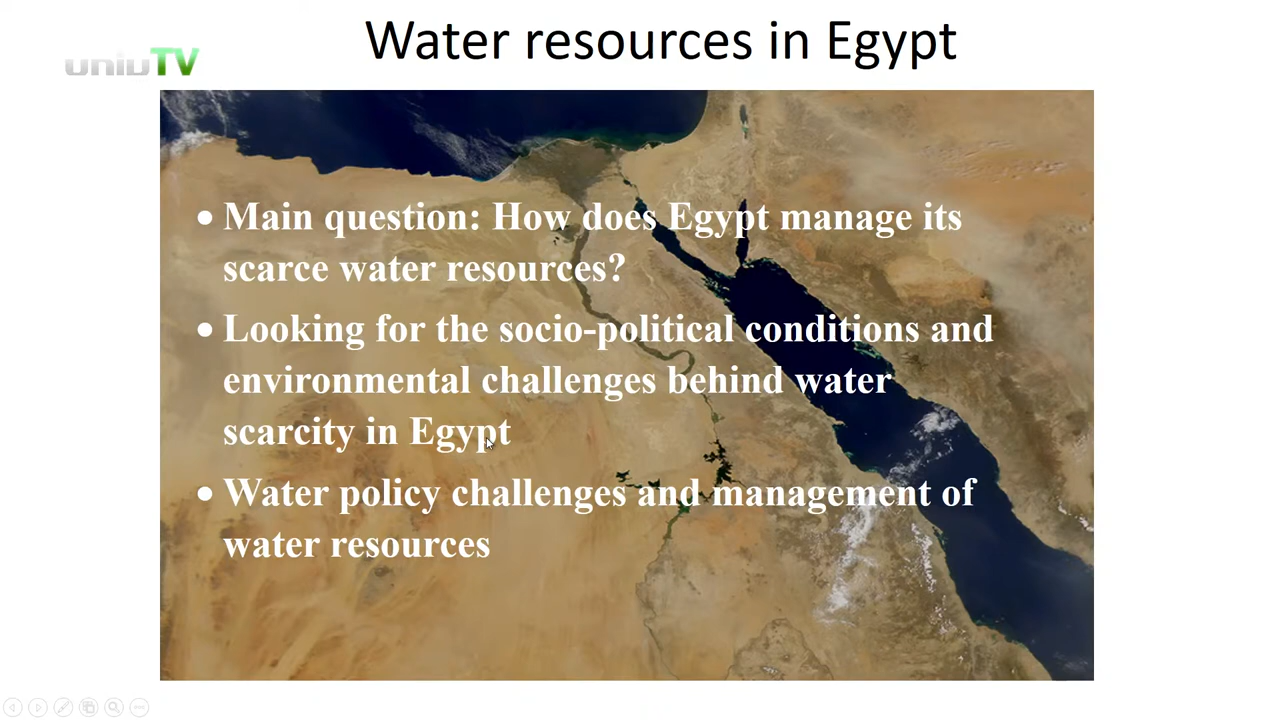 Water resources in Egypt
uniuTV
• Main question: How does Egypt manage its
scarce water resources?
• Looking for the socio-political conditions and
environmental challenges behind water
scarcity in Egypt
• Water policy challenges and management of
water resources